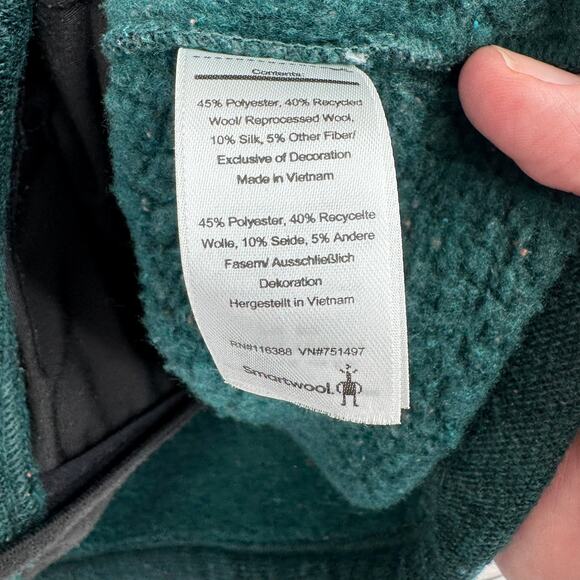 Contents:
45% Polyester, 40% Recycled
Wool/ Reprocessed Wool,
10% Silk, 5% Other Fiber/
Exclusive of Decoration
Made in Vietnam
45% Polyester, 40% Recycelte
Wolle, 10% Seide, 5% Andere
Fasern/ Ausschließlich
Dekoration
Hergestellt in Vietnam
RN#116388 VN#751497
smartwool.